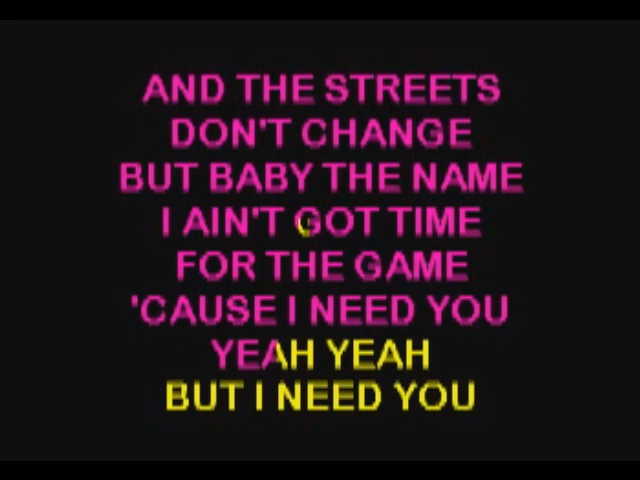 AND THE STREETS
DON'T CHANGE
BUT BABY THE NAME
I AIN'T GOT TIME
FOR THE GAME
'CAUSE I NEED YOU
YEAH YEAH
BUT I NEED YOU